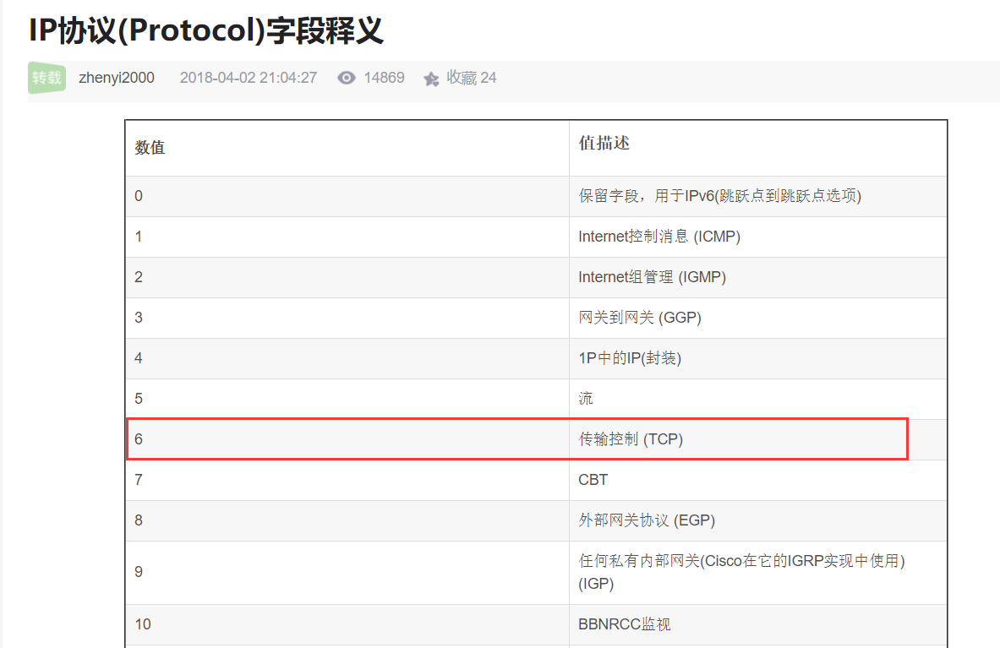 IP协议(Protocol)字段释义
转载 zhenyi2000 2018-04-02 21:04:27 14869 收藏 24
数值 值描述
0 保留字段，用于IPv6(跳跃点到跳跃点选项)
1 Internet控制消息 (ICMP)
2 Internet组管理 (IGMP)
3 网关到网关 (GGP)
4 1P中的IP(封装)
5 流
6 传输控制 (TCP)
7 CBT
8 外部网关协议 (EGP)
9 任何私有内部网关(Cisco在它的IGRP实现中使用)
(IGP)
10 BBNRCC监视